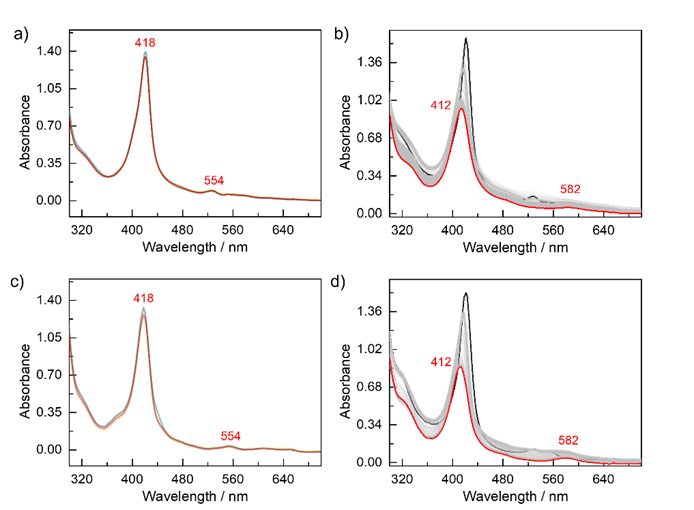 a)
418
1.40
1.05
0.70
0.35
0.00
554
Absorbance
320 400 480 560 640
Wavelength / nm
b)
1.36
1.02
0.68
0.34
0.00
412
582
Absorbance
320 400 480 560 640
Wavelength / nm
c)
418
1.40
1.05
0.70
0.35
0.00
554
Absorbance
320 400 480 560 640
Wavelength / nm
d)
1.36
1.02
0.68
0.34
0.00
412
582
Absorbance
320 400 480 560 640
Wavelength / nm